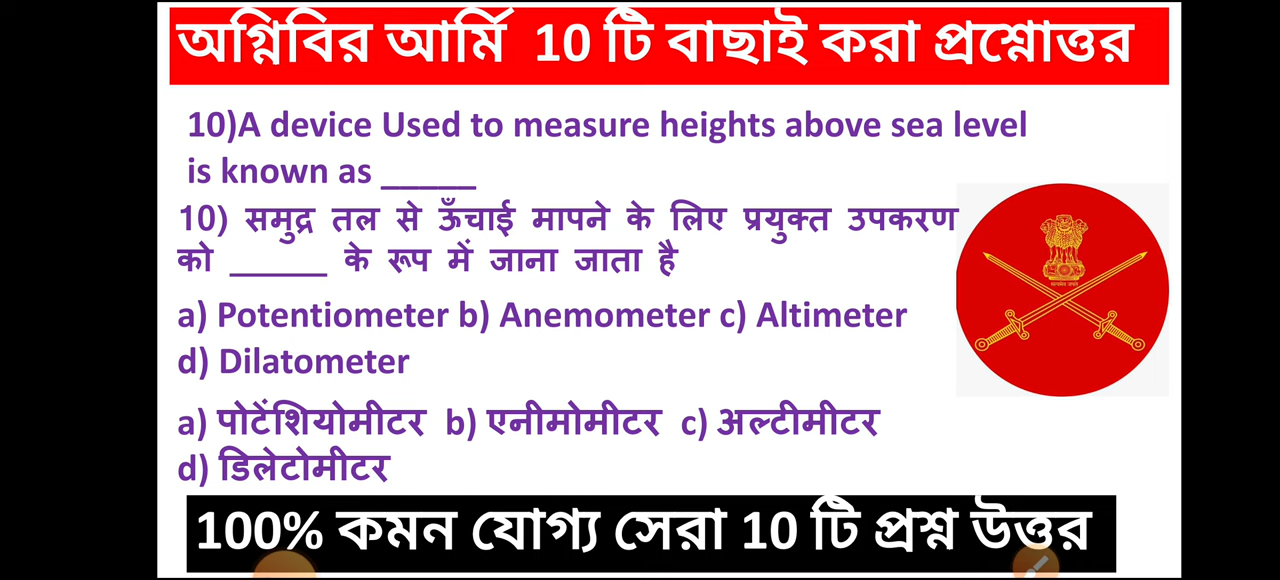 অগ্নিবির আর্মি 10 টি বাছাই করা প্রশ্নোত্তর
10)A device Used to measure heights above sea level
is known as _____
10) समुद्र तल से ऊँचाई मापने के लिए प्रयुक्त उपकरण
को _____ के रूप में जाना जाता है
a) Potentiometer b) Anemometer c) Altimeter
d) Dilatometer
a) पोटेंशियोमीटर b) एनीमोमीटर c) अल्टीमीटर
d) डिलेटोमीटर
100% কমন যোগ্য সেরা 10 টি প্রশ্ন উত্তর